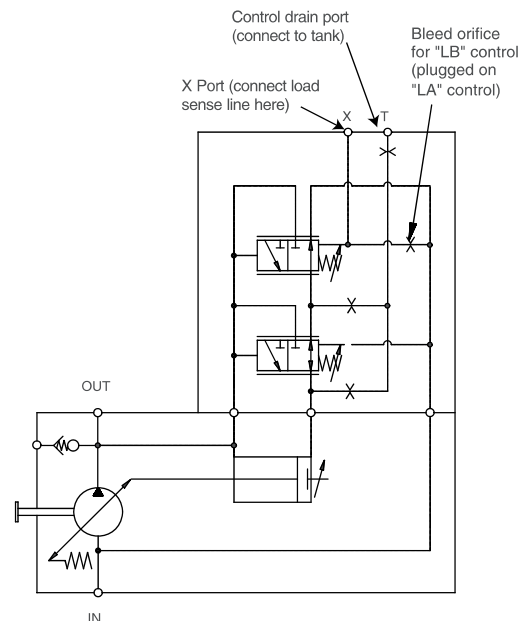 Control drain port
(connect to tank)
Bleed orifice
for "LB" control
(plugged on
"LA" control)
X Port (connect load
sense line here)
X T
OUT
IN